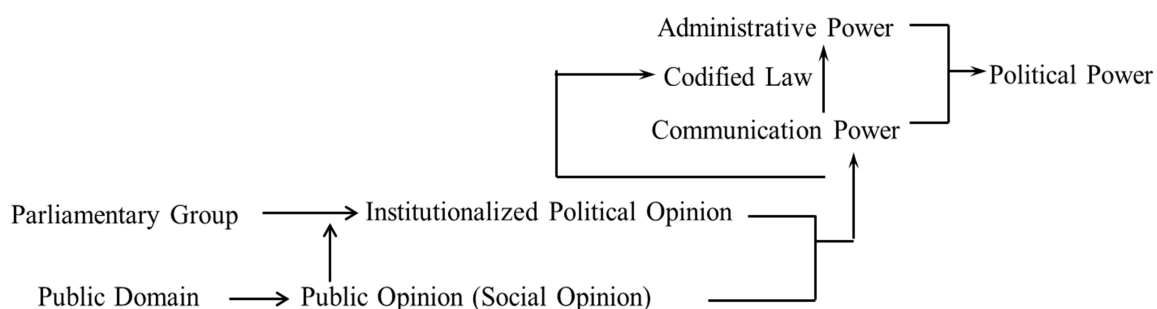 Administrative Power
Codified Law
Political Power
Communication Power
Parliamentary Group
Institutionalized Political Opinion
Public Domain
Public Opinion (Social Opinion)